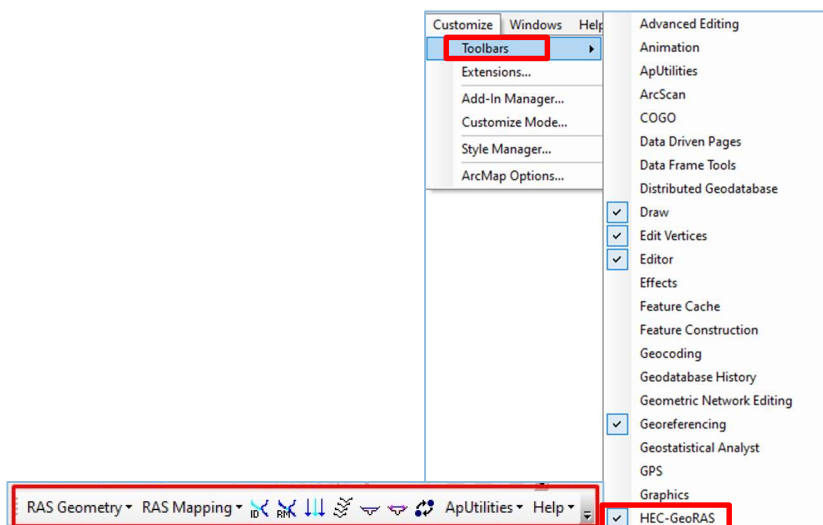 Customize Windows Help
Toolbars
Extensions...
Add-In Manager...
Customize Mode...
Style Manager...
ArcMap Options...
Advanced Editing
Animation
ApUtilities
ArcScan
COGO
Data Driven Pages
Data Frame Tools
Distributed Geodatabase
Draw
Edit Vertices
Editor
Effects
Feature Cache
Feature Construction
Geocoding
Geodatabase History
Geometric Network Editing
Georeferencing
Geostatistical Analyst
GPS
Graphics
HEC-GeoRAS
RAS Geometry RAS Mapping ID RM ApUtilities Help